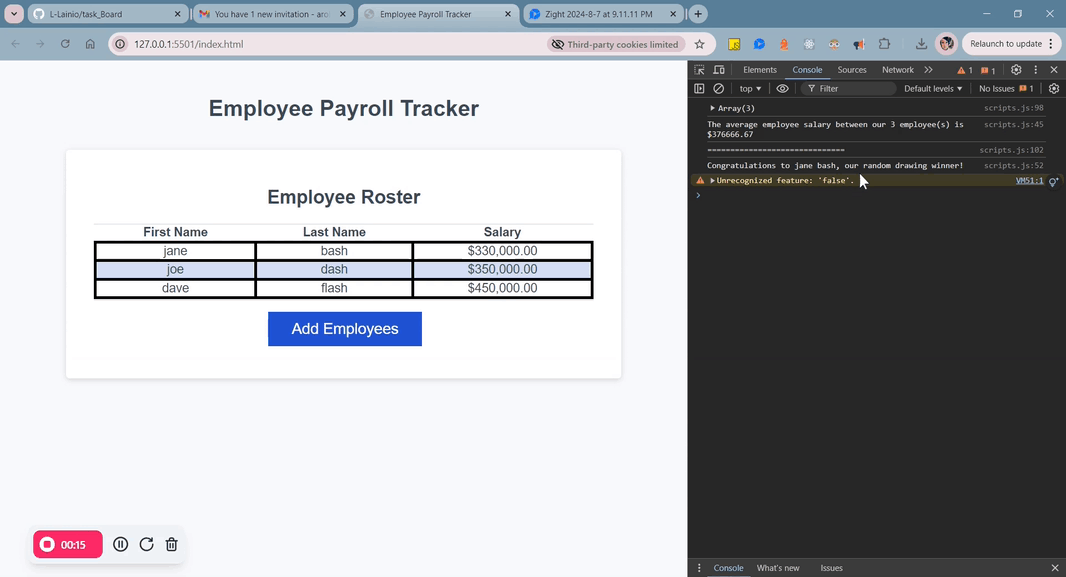 L-Lainio/task_Board
You have 1 new invitation - aro
Employee Payroll Tracker
Zight 2024-8-7 at 9.11.11 PM
127.0.0.1:5501/index.html
Third-party cookies limited
Relaunch to update
Employee Payroll Tracker
Employee Roster
First Name Last Name Salary
jane bash $330,000.00
joe dash $350,000.00
dave flash $450,000.00
Add Employees
00:15
Elements Console Sources Network 1 1
top Filter Default levels No Issues 1
Array(3) scripts.js:98
The average employee salary between our 3 employee(s) is scripts.js:45
$376666.67
============================== scripts.js:102
Congratulations to jane bash, our random drawing winner! scripts.js:52
Unrecognized feature: 'false'. VM51:1
Console What's new Issues